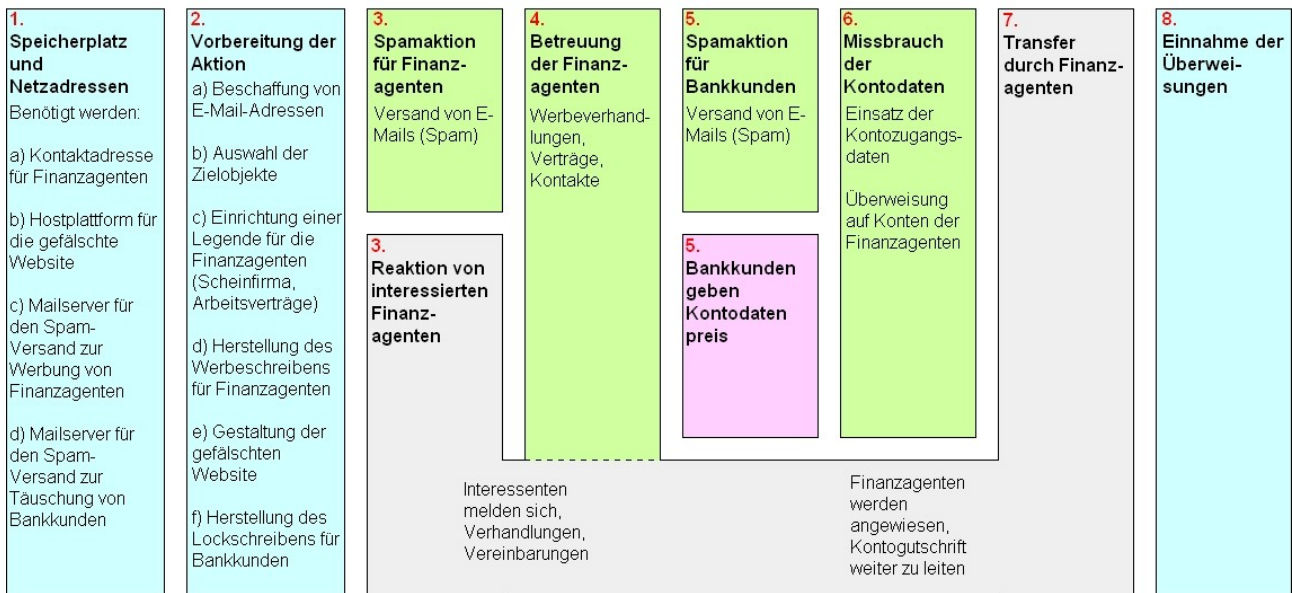 1.
Speicherplatz
und
Netzadressen
Benötigt werden:
a) Kontaktadresse
für Finanzagenten
b) Hostplattform für
die gefälschte
Website
c) Mailserver für
den Spam-
Versand zur
Werbung von
Finanzagenten
d) Mailserver für
den Spam-
Versand zur
Täuschung von
Bankkunden
2.
Vorbereitung der
Aktion
a) Beschaffung von
E-Mail-Adressen
b) Auswahl der
Zielobjekte
c) Einrichtung einer
Legende für die
Finanzagenten
(Scheinfirma,
Arbeitsverträge)
d) Herstellung des
Werbeschreibens
für Finanzagenten
e) Gestaltung der
gefälschten
Website
f) Herstellung des
Lockschreibens für
Bankkunden
3.
Spamaktion
für Finanz-
agenten
Versand von E-
Mails (Spam)
3.
Reaktion von
interessierten
Finanz-
agenten
4.
Betreuung
der Finanz-
agenten
Werbeverhand-
lungen,
Verträge,
Kontakte
Interessenten
melden sich,
Verhandlungen,
Vereinbarungen
5.
Spamaktion
für
Bankkunden
Versand von E-
Mails (Spam)
5.
Bankkunden
geben
Kontodaten
preis
6.
Missbrauch
der
Kontodaten
Einsatz der
Kontozugangs-
daten
Überweisung
auf Konten der
Finanzagenten
Finanzagenten
werden
angewiesen,
Kontogutschrift
weiter zu leiten
7.
Transfer
durch Finanz-
agenten
8.
Einnahme der
Überwei-
sungen